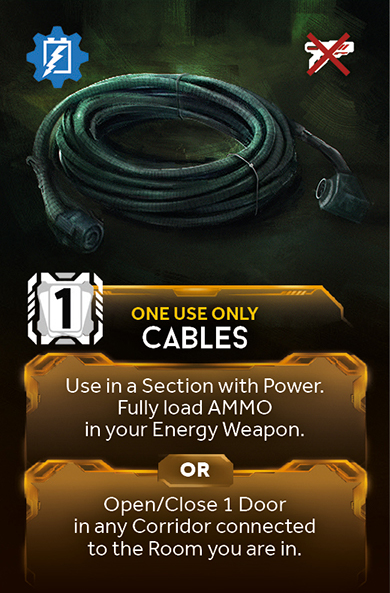 1
ONE USE ONLY
CABLES
Use in a Section with Power.
Fully load AMMO
in your Energy Weapon.
OR
Open/Close 1 Door
in any Corridor connected
to the Room you are in.